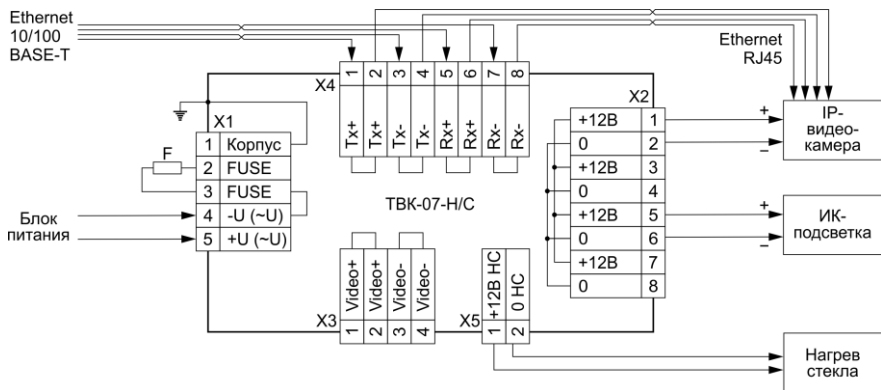 Ethernet
10/100
BASE-T
Ethernet
RJ45
X4
1 2 3 4 5 6 7 8
Tx+ Tx+ Tx- Tx- Rx+ Rx+ Rx- Rx-
X1
1 Корпус
2 FUSE
3 FUSE
4 -U (~U)
5 +U (~U)
F
Блок
питания
ТВК-07-Н/С
X2
+12В 1
0 2
+12В 3
0 4
+12В 5
0 6
+12В 7
0 8
+
−
IP-
видео-
камера
+
−
ИК-
подсветка
X3
Video+ Video+ Video- Video-
1 2 3 4
X5
+12В НС 0 НС
1 2
Нагрев
стекла